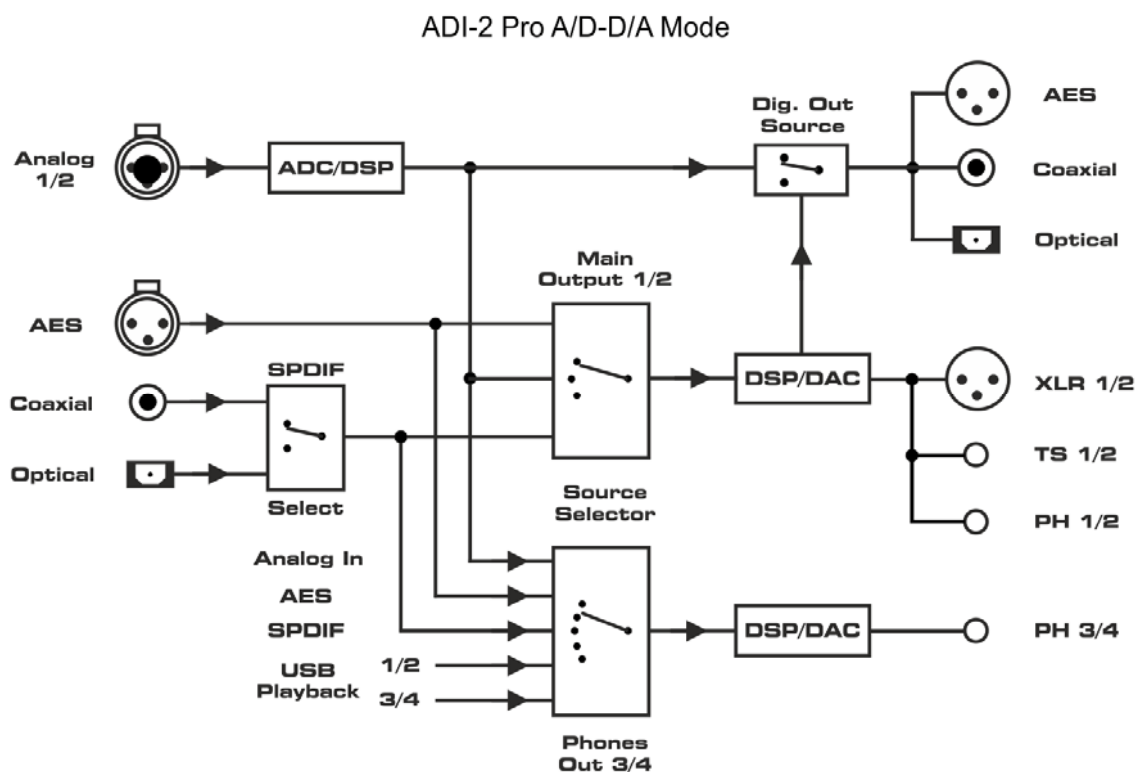 ADI-2 Pro A/D-D/A Mode
Analog
1/2
ADC/DSP
Dig. Out
Source
AES
Coaxial
Optical
AES
Main
Output 1/2
Coaxial
SPDIF
Optical
Select
DSP/DAC
XLR 1/2
TS 1/2
PH 1/2
Source
Selector
Analog In
AES
SPDIF
USB
Playback
1/2
3/4
DSP/DAC
PH 3/4
Phones
Out 3/4